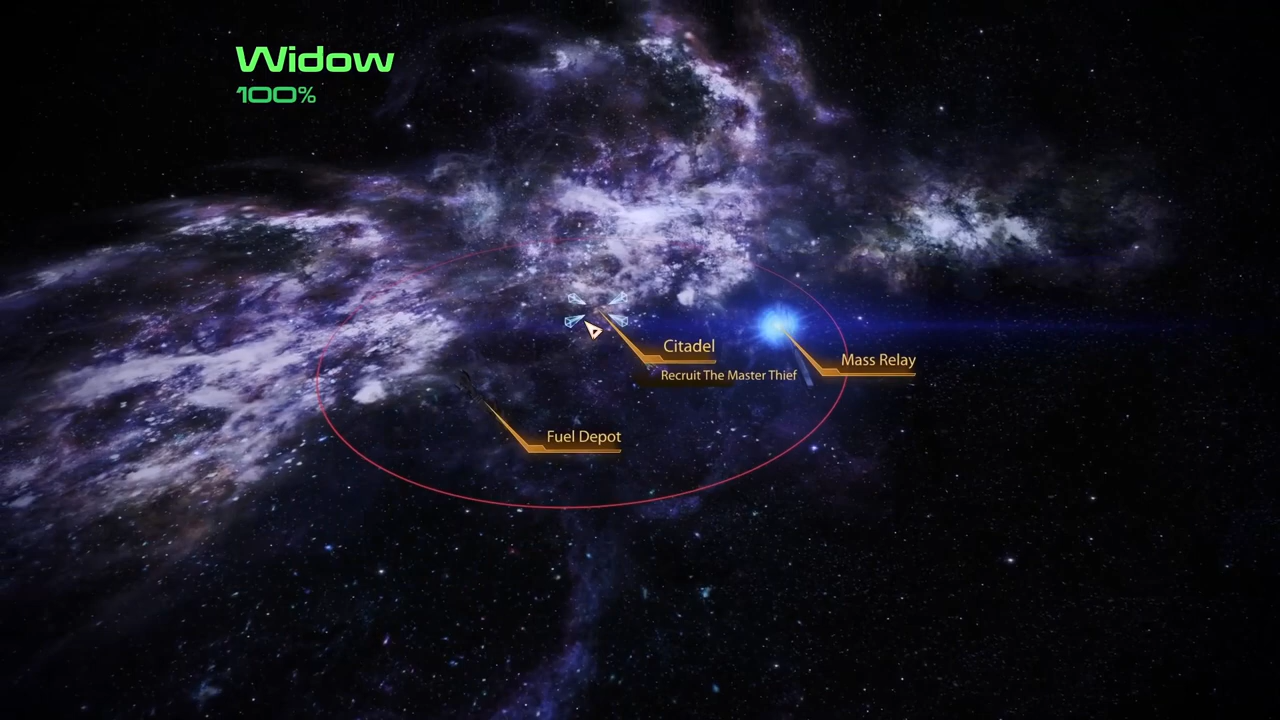 Widow
100%
Citadel
Recruit The Master Thief
Mass Relay
Fuel Depot